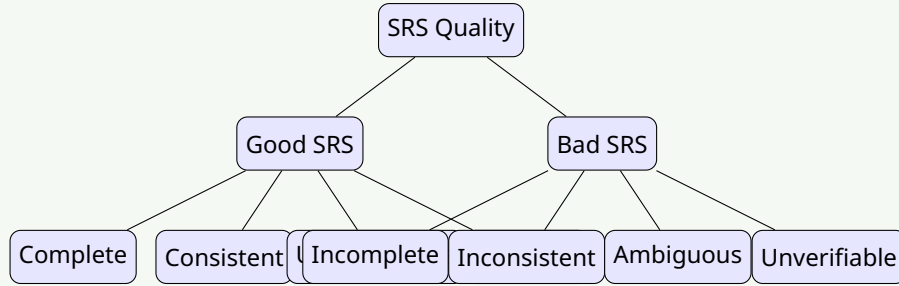 SRS Quality
Good SRS
Bad SRS
Complete
Consistent
Incomplete
Inconsistent
Ambiguous
Unverifiable